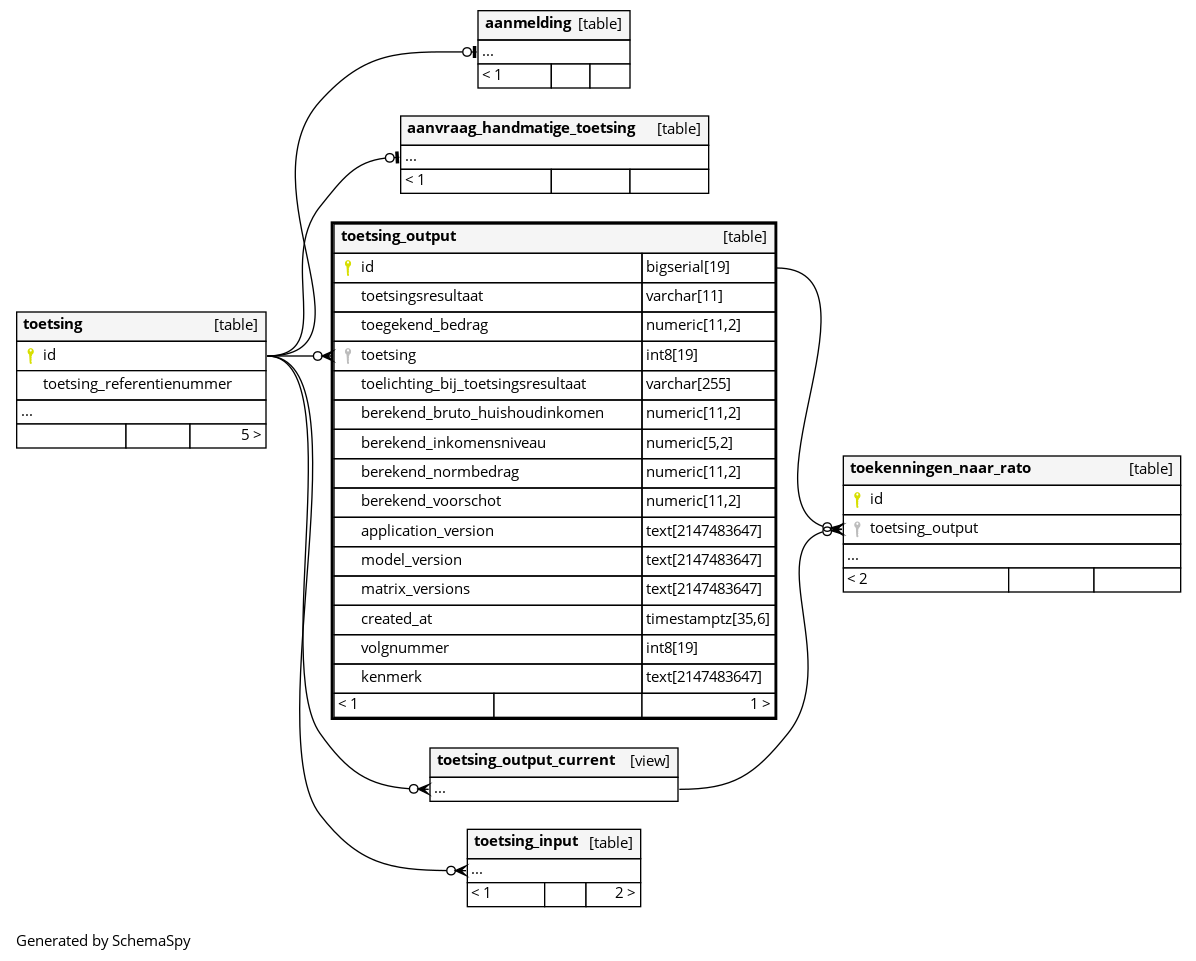 aanmelding [table]
...
< 1
aanvraag_handmatige_toetsing [table]
...
< 1
toetsing_output [table]
id bigserial[19]
toetsingsresultaat varchar[11]
toegekend_bedrag numeric[11,2]
toetsing int8[19]
toelichting_bij_toetsingsresultaat varchar[255]
berekend_bruto_huishoudinkomen numeric[11,2]
berekend_inkomensniveau numeric[5,2]
berekend_normbedrag numeric[11,2]
berekend_voorschot numeric[11,2]
application_version text[2147483647]
model_version text[2147483647]
matrix_versions text[2147483647]
created_at timestamptz[35,6]
volgnummer int8[19]
kenmerk text[2147483647]
< 1 1 >
toetsing [table]
id
toetsing_referentienummer
...
5 >
toekenningen_naar_rato [table]
id
toetsing_output
...
< 2
toetsing_output_current [view]
...
toetsing_input [table]
...
< 1 2 >
Generated by SchemaSpy